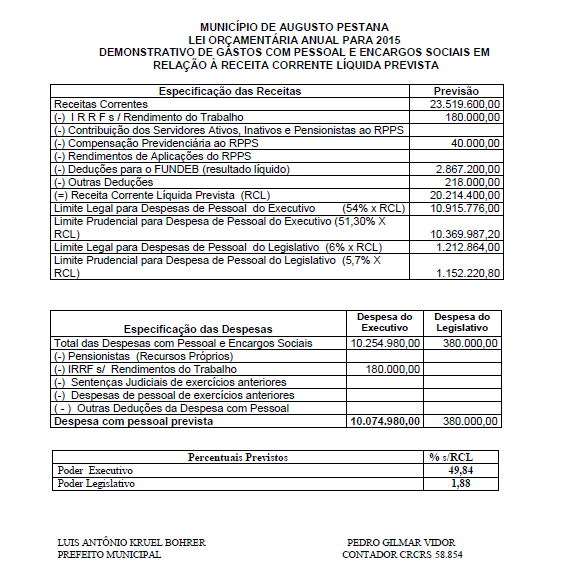 MUNICÍPIO DE AUGUSTO PESTANA
LEI ORÇAMENTÁRIA ANUAL PARA 2015
DEMONSTRATIVO DE GASTOS COM PESSOAL E ENCARGOS SOCIAIS EM
RELAÇÃO À RECEITA CORRENTE LÍQUIDA PREVISTA
Especificação das Receitas Previsão
Receitas Correntes 23.519.600,00
(-) I R R F s / Rendimento do Trabalho 180.000,00
(-) Contribuição dos Servidores Ativos, Inativos e Pensionistas ao RPPS
(-) Compensação Previdenciária ao RPPS 40.000,00
(-) Rendimentos de Aplicações do RPPS
(-) Deduções para o FUNDEB (resultado líquido) 2.867.200,00
(-) Outras Deduções 218.000,00
(=) Receita Corrente Líquida Prevista (RCL) 20.214.400,00
Limite Legal para Despesas de Pessoal do Executivo (54% x RCL) 10.915.776,00
Limite Prudencial para Despesa de Pessoal do Executivo (51,30% X
RCL) 10.369.987,20
Limite Legal para Despesas de Pessoal do Legislativo (6% x RCL) 1.212.864,00
Limite Prudencial para Despesa de Pessoal do Legislativo (5,7% X
RCL) 1.152.220,80
Especificação das Despesas Despesa do Executivo Despesa do Legislativo
Total das Despesas com Pessoal e Encargos Sociais 10.254.980,00 380.000,00
(-) Pensionistas (Recursos Próprios)
(-) IRRF s/ Rendimentos do Trabalho 180.000,00
(-) Sentenças Judiciais de exercícios anteriores
(-) Despesas de pessoal de exercícios anteriores
( - ) Outras Deduções da Despesa com Pessoal
Despesa com pessoal prevista 10.074.980,00 380.000,00
Percentuais Previstos % s/RCL
Poder Executivo 49,84
Poder Legislativo 1,88
LUIS ANTÔNIO KRUEL BOHRER PEDRO GILMAR VIDOR
PREFEITO MUNICIPAL CONTADOR CRCRS 58.854